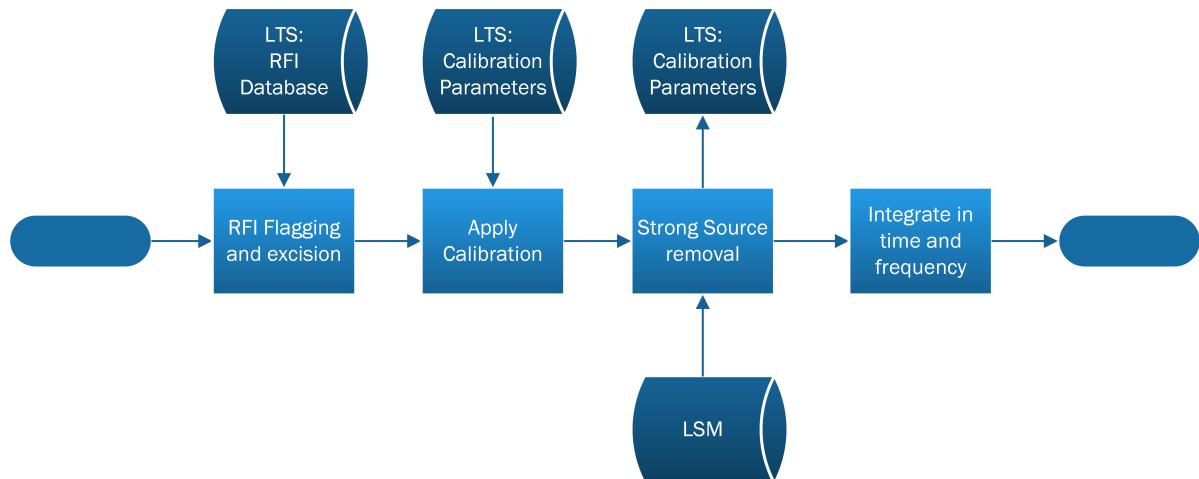 LTS:
RFI
Database
LTS:
Calibration
Parameters
LTS:
Calibration
Parameters
RFI Flagging
and excision
Apply
Calibration
Strong Source
removal
Integrate in
time and
frequency
LSM